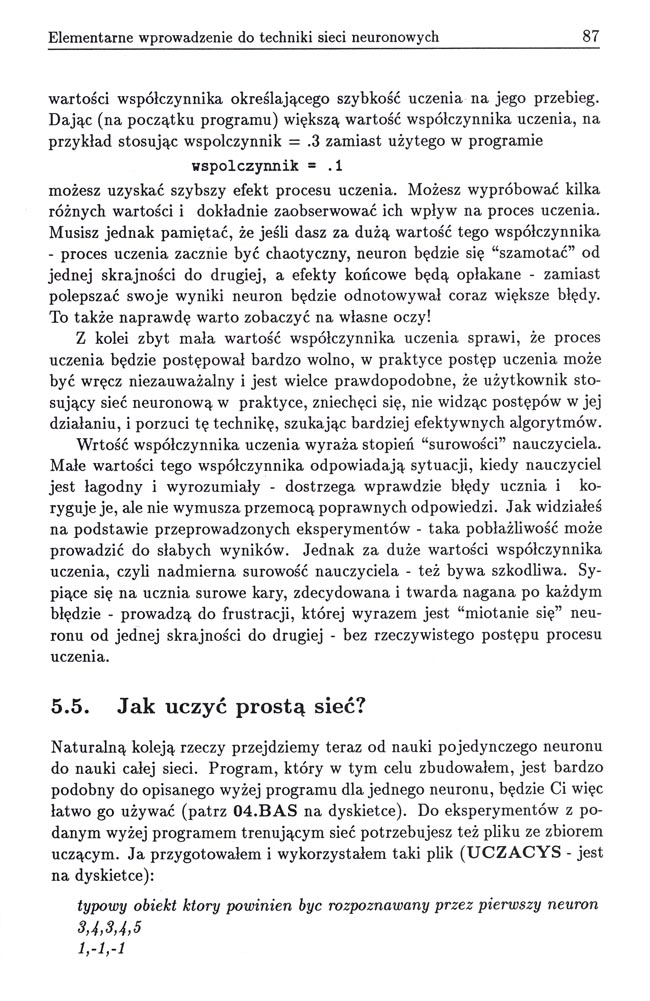 Elementarne wprowadzenie do techniki sieci neuronowych 87
wartości współczynnika określającego szybkość uczenia na jego przebieg.
Dając (na początku programu) większą wartość współczynnika uczenia, na
przykład stosując wspolczynnik = .3 zamiast użytego w programie
wspolczynnik = .1
możesz uzyskać szybszy efekt procesu uczenia. Możesz wypróbować kilka
różnych wartości i dokładnie zaobserwować ich wpływ na proces uczenia.
Musisz jednak pamiętać, że jeśli dasz za dużą wartość tego współczynnika
- proces uczenia zacznie być chaotyczny, neuron będzie się “szamotać” od
jednej skrajności do drugiej, a efekty końcowe będą opłakane - zamiast
polepszać swoje wyniki neuron będzie odnotowywał coraz większe błędy.
To także naprawdę warto zobaczyć na własne oczy!
Z kolei zbyt mała wartość współczynnika uczenia sprawi, że proces
uczenia będzie postępował bardzo wolno, w praktyce postęp uczenia może
być wręcz niezauważalny i jest wielce prawdopodobne, że użytkownik sto-
sujący sieć neuronową w praktyce, zniechęci się, nie widząc postępów w jej
działaniu, i porzuci tę technikę, szukając bardziej efektywnych algorytmów.
Wrtość współczynnika uczenia wyraża stopień “surowości” nauczyciela.
Małe wartości tego współczynnika odpowiadają sytuacji, kiedy nauczyciel
jest łagodny i wyrozumiały - dostrzega wprawdzie błędy ucznia i ko-
ryguje je, ale nie wymusza przemocą poprawnych odpowiedzi. Jak widziałeś
na podstawie przeprowadzonych eksperymentów - taka pobłażliwość może
prowadzić do słabych wyników. Jednak za duże wartości współczynnika
uczenia, czyli nadmierna surowość nauczyciela - też bywa szkodliwa. Sy-
piące się na ucznia surowe kary, zdecydowana i twarda nagana po każdym
błędzie - prowadzą do frustracji, której wyrazem jest “miotanie się” neu-
ronu od jednej skrajności do drugiej - bez rzeczywistego postępu procesu
uczenia.
5.5. Jak uczyć prostą sieć?
Naturalną koleją rzeczy przejdziemy teraz od nauki pojedynczego neuronu
do nauki całej sieci. Program, który w tym celu zbudowałem, jest bardzo
podobny do opisanego wyżej programu dla jednego neuronu, będzie Ci więc
łatwo go używać (patrz 04.BAS na dyskietce). Do eksperymentów z po-
danym wyżej programem trenującym sieć potrzebujesz też pliku ze zbiorem
uczącym. Ja przygotowałem i wykorzystałem taki plik (UCZACYS - jest
na dyskietce):
typowy obiekt ktory powinien byc rozpoznawany przez pierwszy neuron
3,4,3,4,5
1,-1,-1